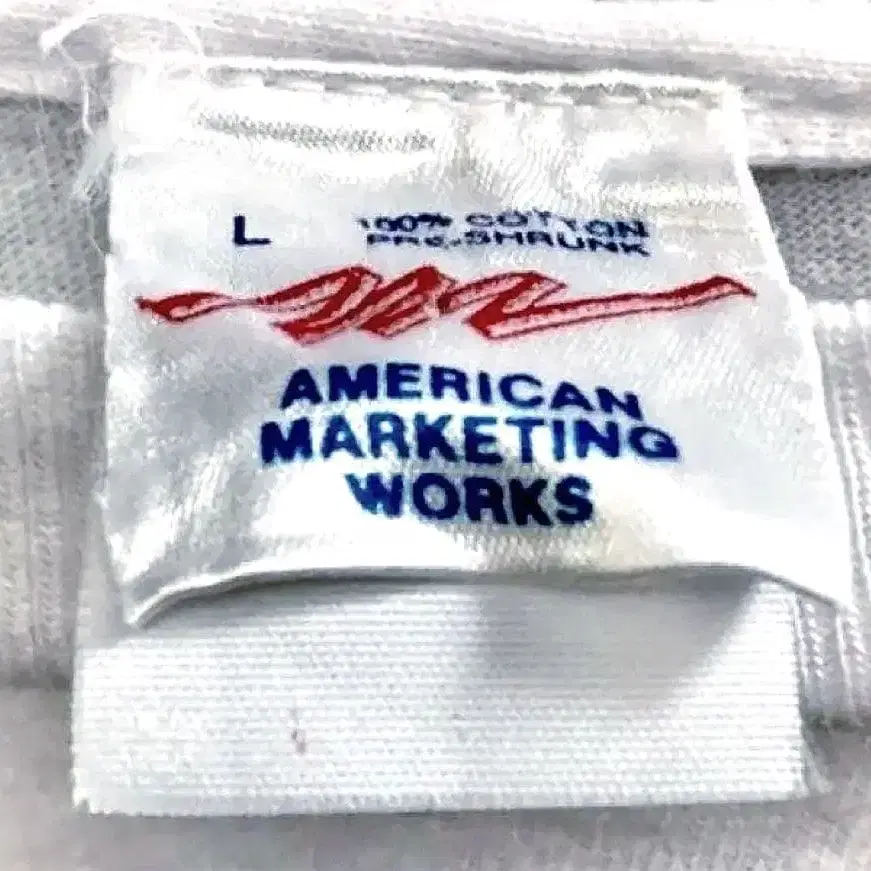 L 100% COTTON
PRE-SHRUNK
AMERICAN
MARKETING
WORKS